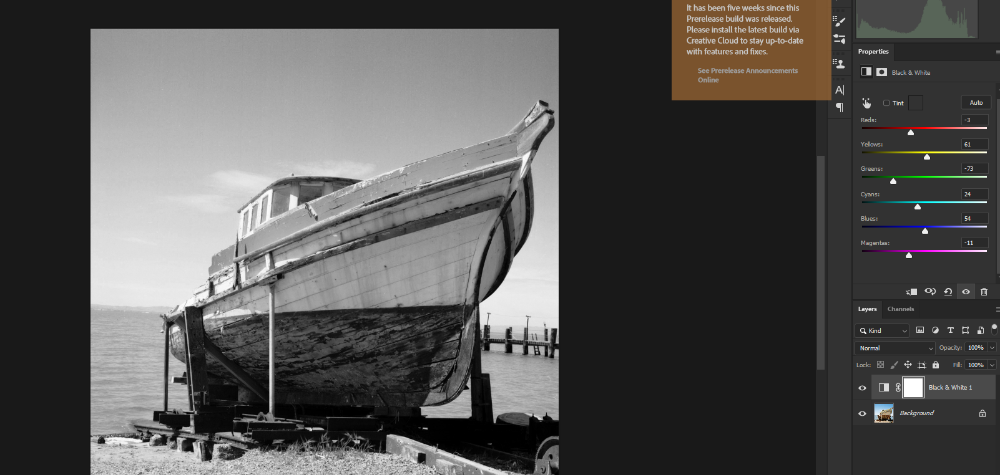 It has been five weeks since this
Prerelease build was released.
Please install the latest build via
Creative Cloud to stay up-to-date
with features and fixes.
See Prerelease Announcements
Online
A
Properties
Black & White
Tint
Auto
Reds:
-3
Yellows:
61
Greens:
-73
Cyans:
24
Blues:
54
Magentas:
-11
Layers Channels
Kind
T
Normal Opacity: 100%
Lock: Fill: 100%
Black & White 1
Background